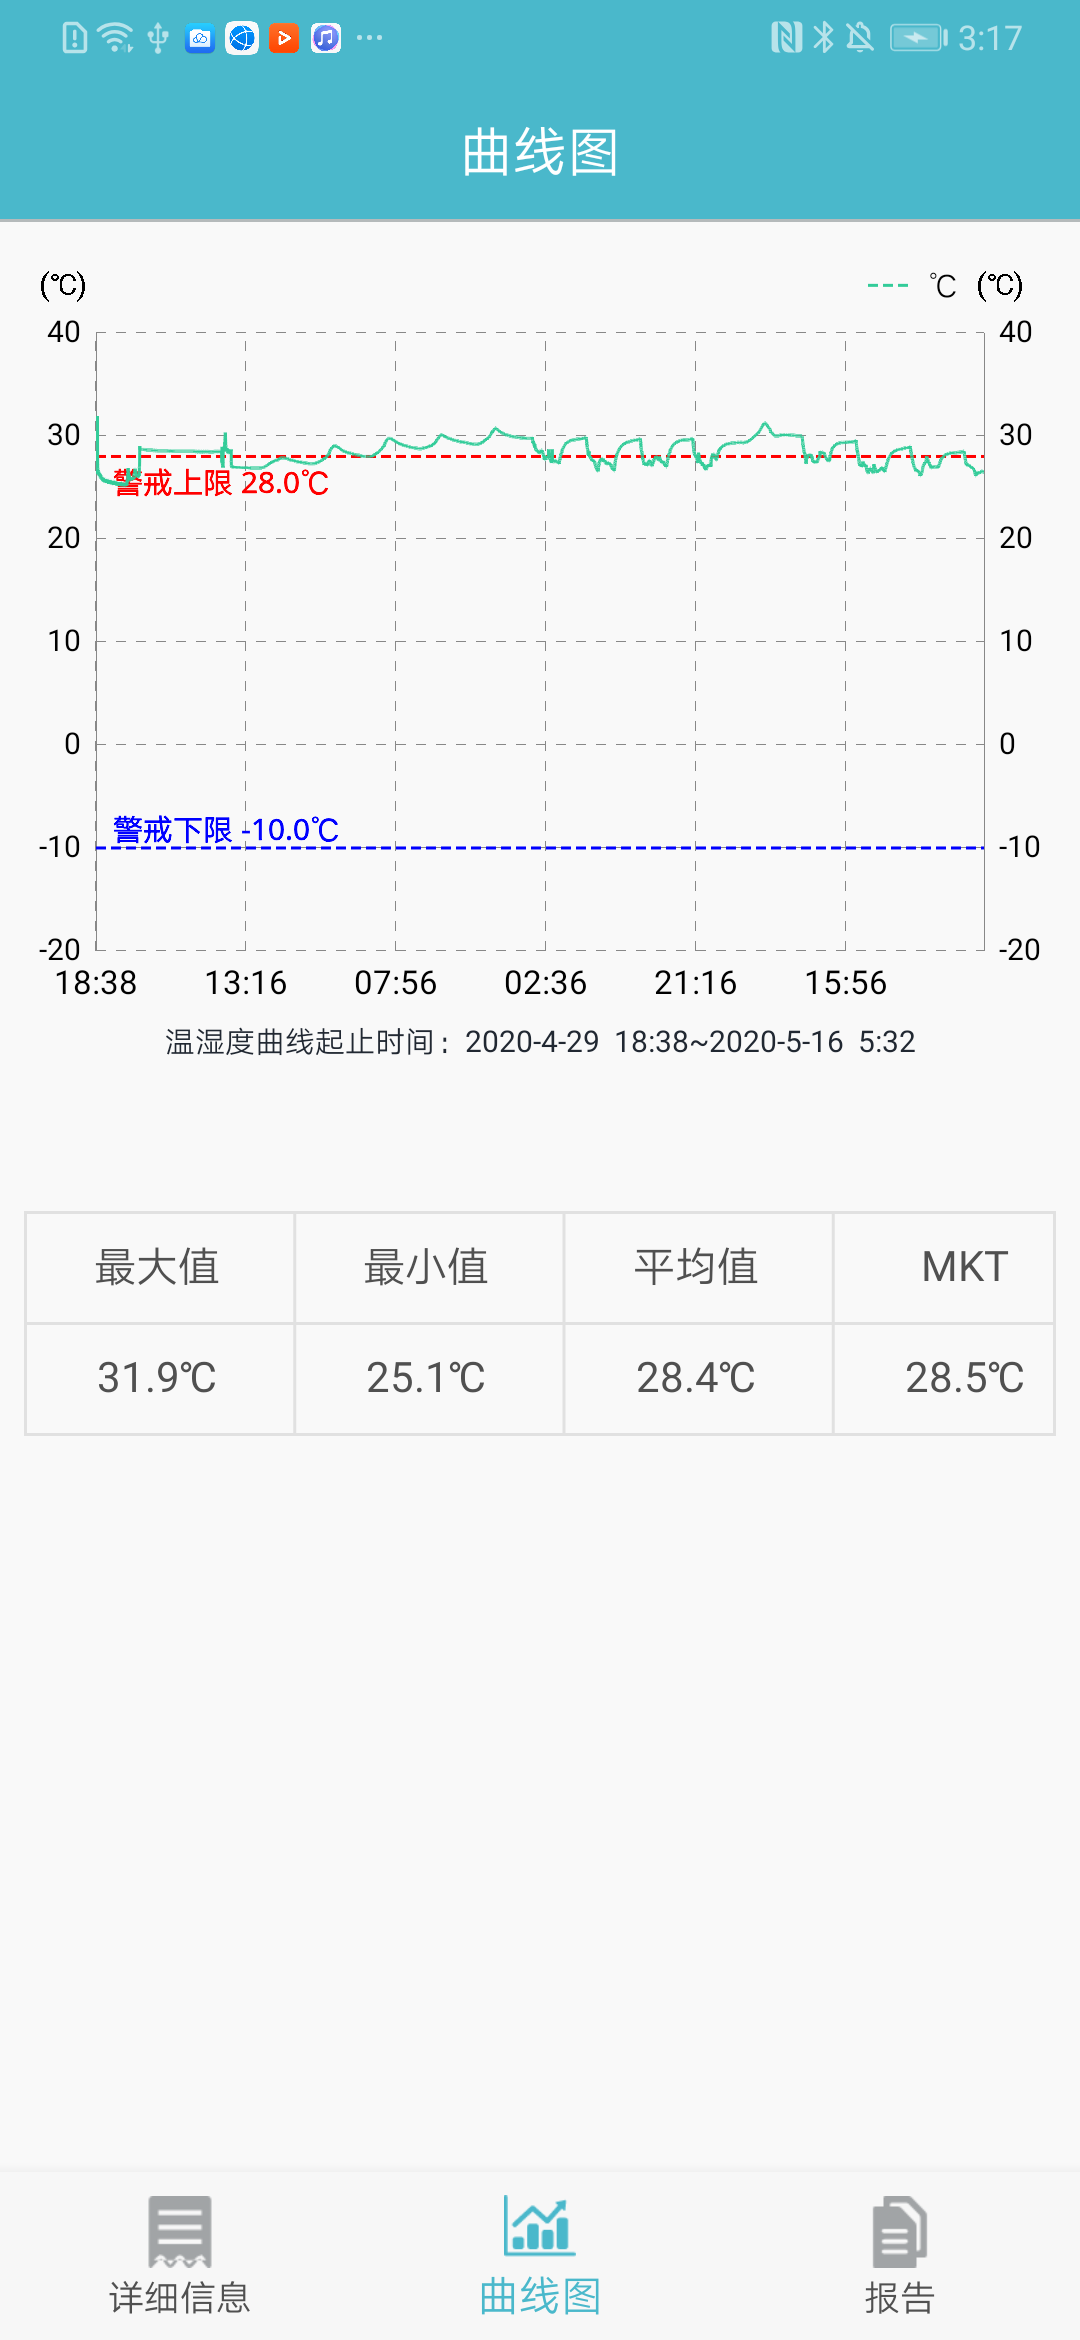 3:17
曲线图
(℃) ℃ (℃)
40 40
30 30
警戒上限 28.0℃
20 20
10 10
0 0
警戒下限 -10.0℃
-10 -10
-20 -20
18:38 13:16 07:56 02:36 21:16 15:56
温湿度曲线起止时间：2020-4-29 18:38~2020-5-16 5:32
最大值 最小值 平均值 MKT
31.9℃ 25.1℃ 28.4℃ 28.5℃
详细信息 曲线图 报告